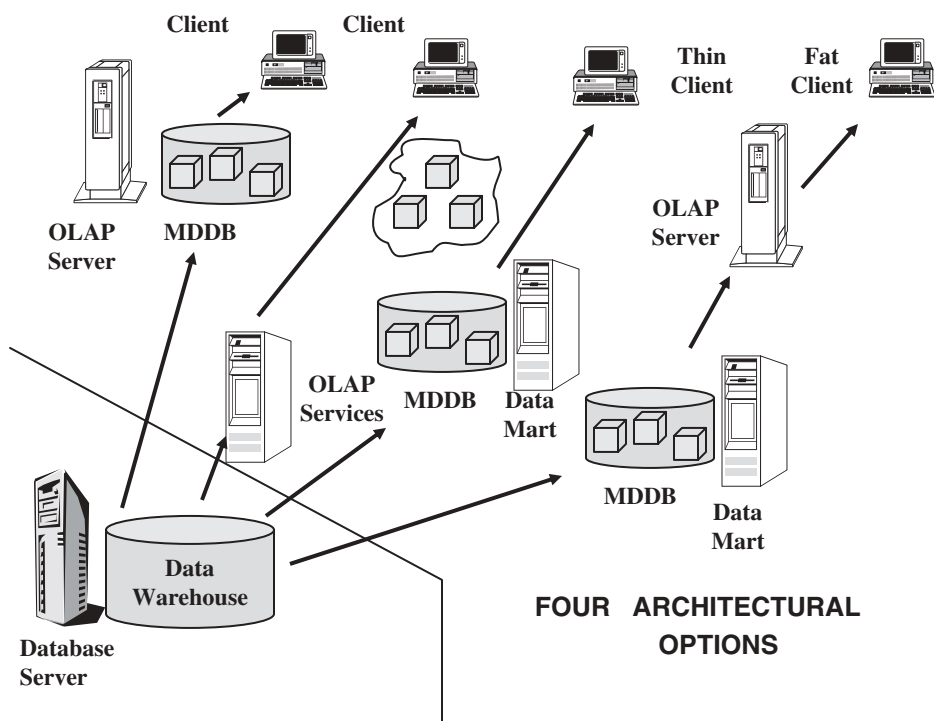 Client
Client
Thin
Client
Fat
Client
OLAP
Server
MDDB
OLAP
Server
OLAP
Services
MDDB
Data
Mart
MDDB
Data
Mart
Data
Warehouse
Database
Server
FOUR ARCHITECTURAL
OPTIONS